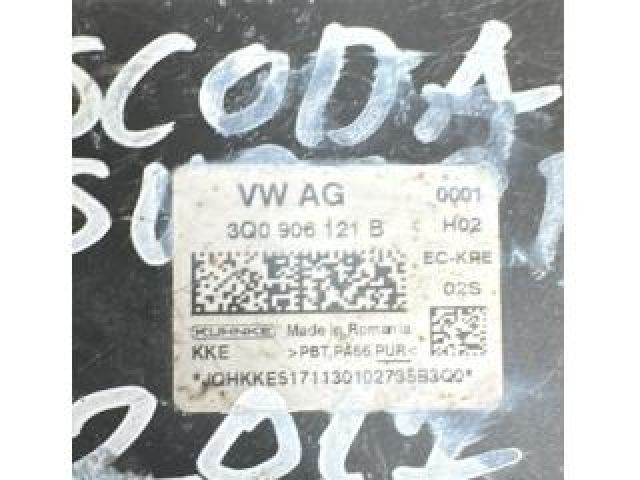 SCODA
VW AG 0001
3Q0 906 121 B H02
EC-KRE
02S
KUHNKE Made in Romania
KKE >PBT,PA66,PUR<
*JQHKKE5171130102795B3Q0*